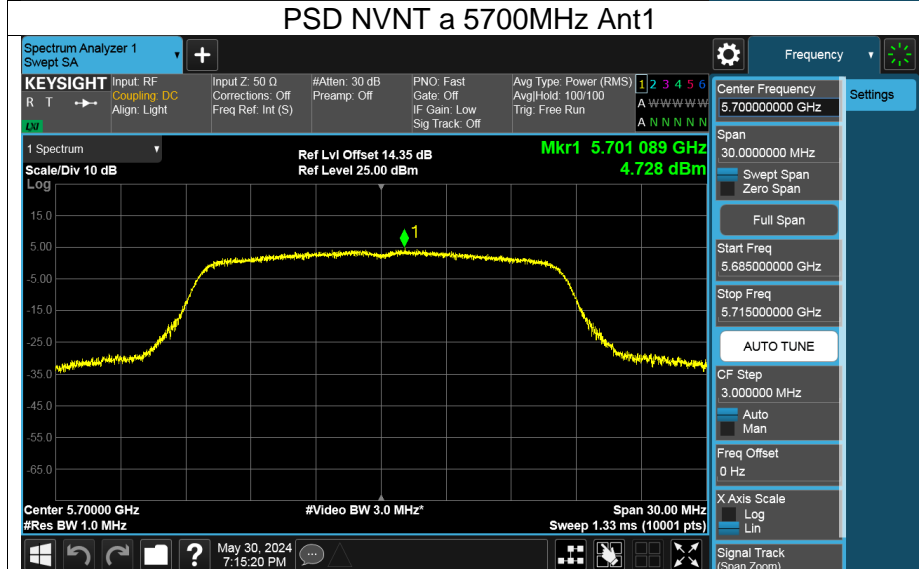 PSD NVNT a 5700MHz Ant1
Spectrum Analyzer 1
Swept SA
+
Frequency
KEYSIGHT
R T
LXI
Input: RF
Coupling: DC
Align: Light
Input Z: 50 Ω
Corrections: Off
Freq Ref: Int (S)
#Atten: 30 dB
Preamp: Off
PNO: Fast
Gate: Off
IF Gain: Low
Sig Track: Off
Avg Type: Power (RMS)
Avg|Hold: 100/100
Trig: Free Run
1 2 3 4 5 6
A W W W W W
A N N N N N
1 Spectrum
Scale/Div 10 dB
Log
Ref Lvl Offset 14.35 dB
Ref Level 25.00 dBm
Mkr1 5.701 089 GHz
4.728 dBm
1
15.0
5.00
-5.00
-15.0
-25.0
-35.0
-45.0
-55.0
-65.0
Center 5.70000 GHz
#Res BW 1.0 MHz
#Video BW 3.0 MHz*
Span 30.00 MHz
Sweep 1.33 ms (10001 pts)
?
May 30, 2024
7:15:20 PM
Center Frequency
5.700000000 GHz
Settings
Span
30.0000000 MHz
Swept Span
Zero Span
Full Span
Start Freq
5.685000000 GHz
Stop Freq
5.715000000 GHz
AUTO TUNE
CF Step
3.000000 MHz
Auto
Man
Freq Offset
0 Hz
X Axis Scale
Log
Lin
Signal Track
(Span Zoom)